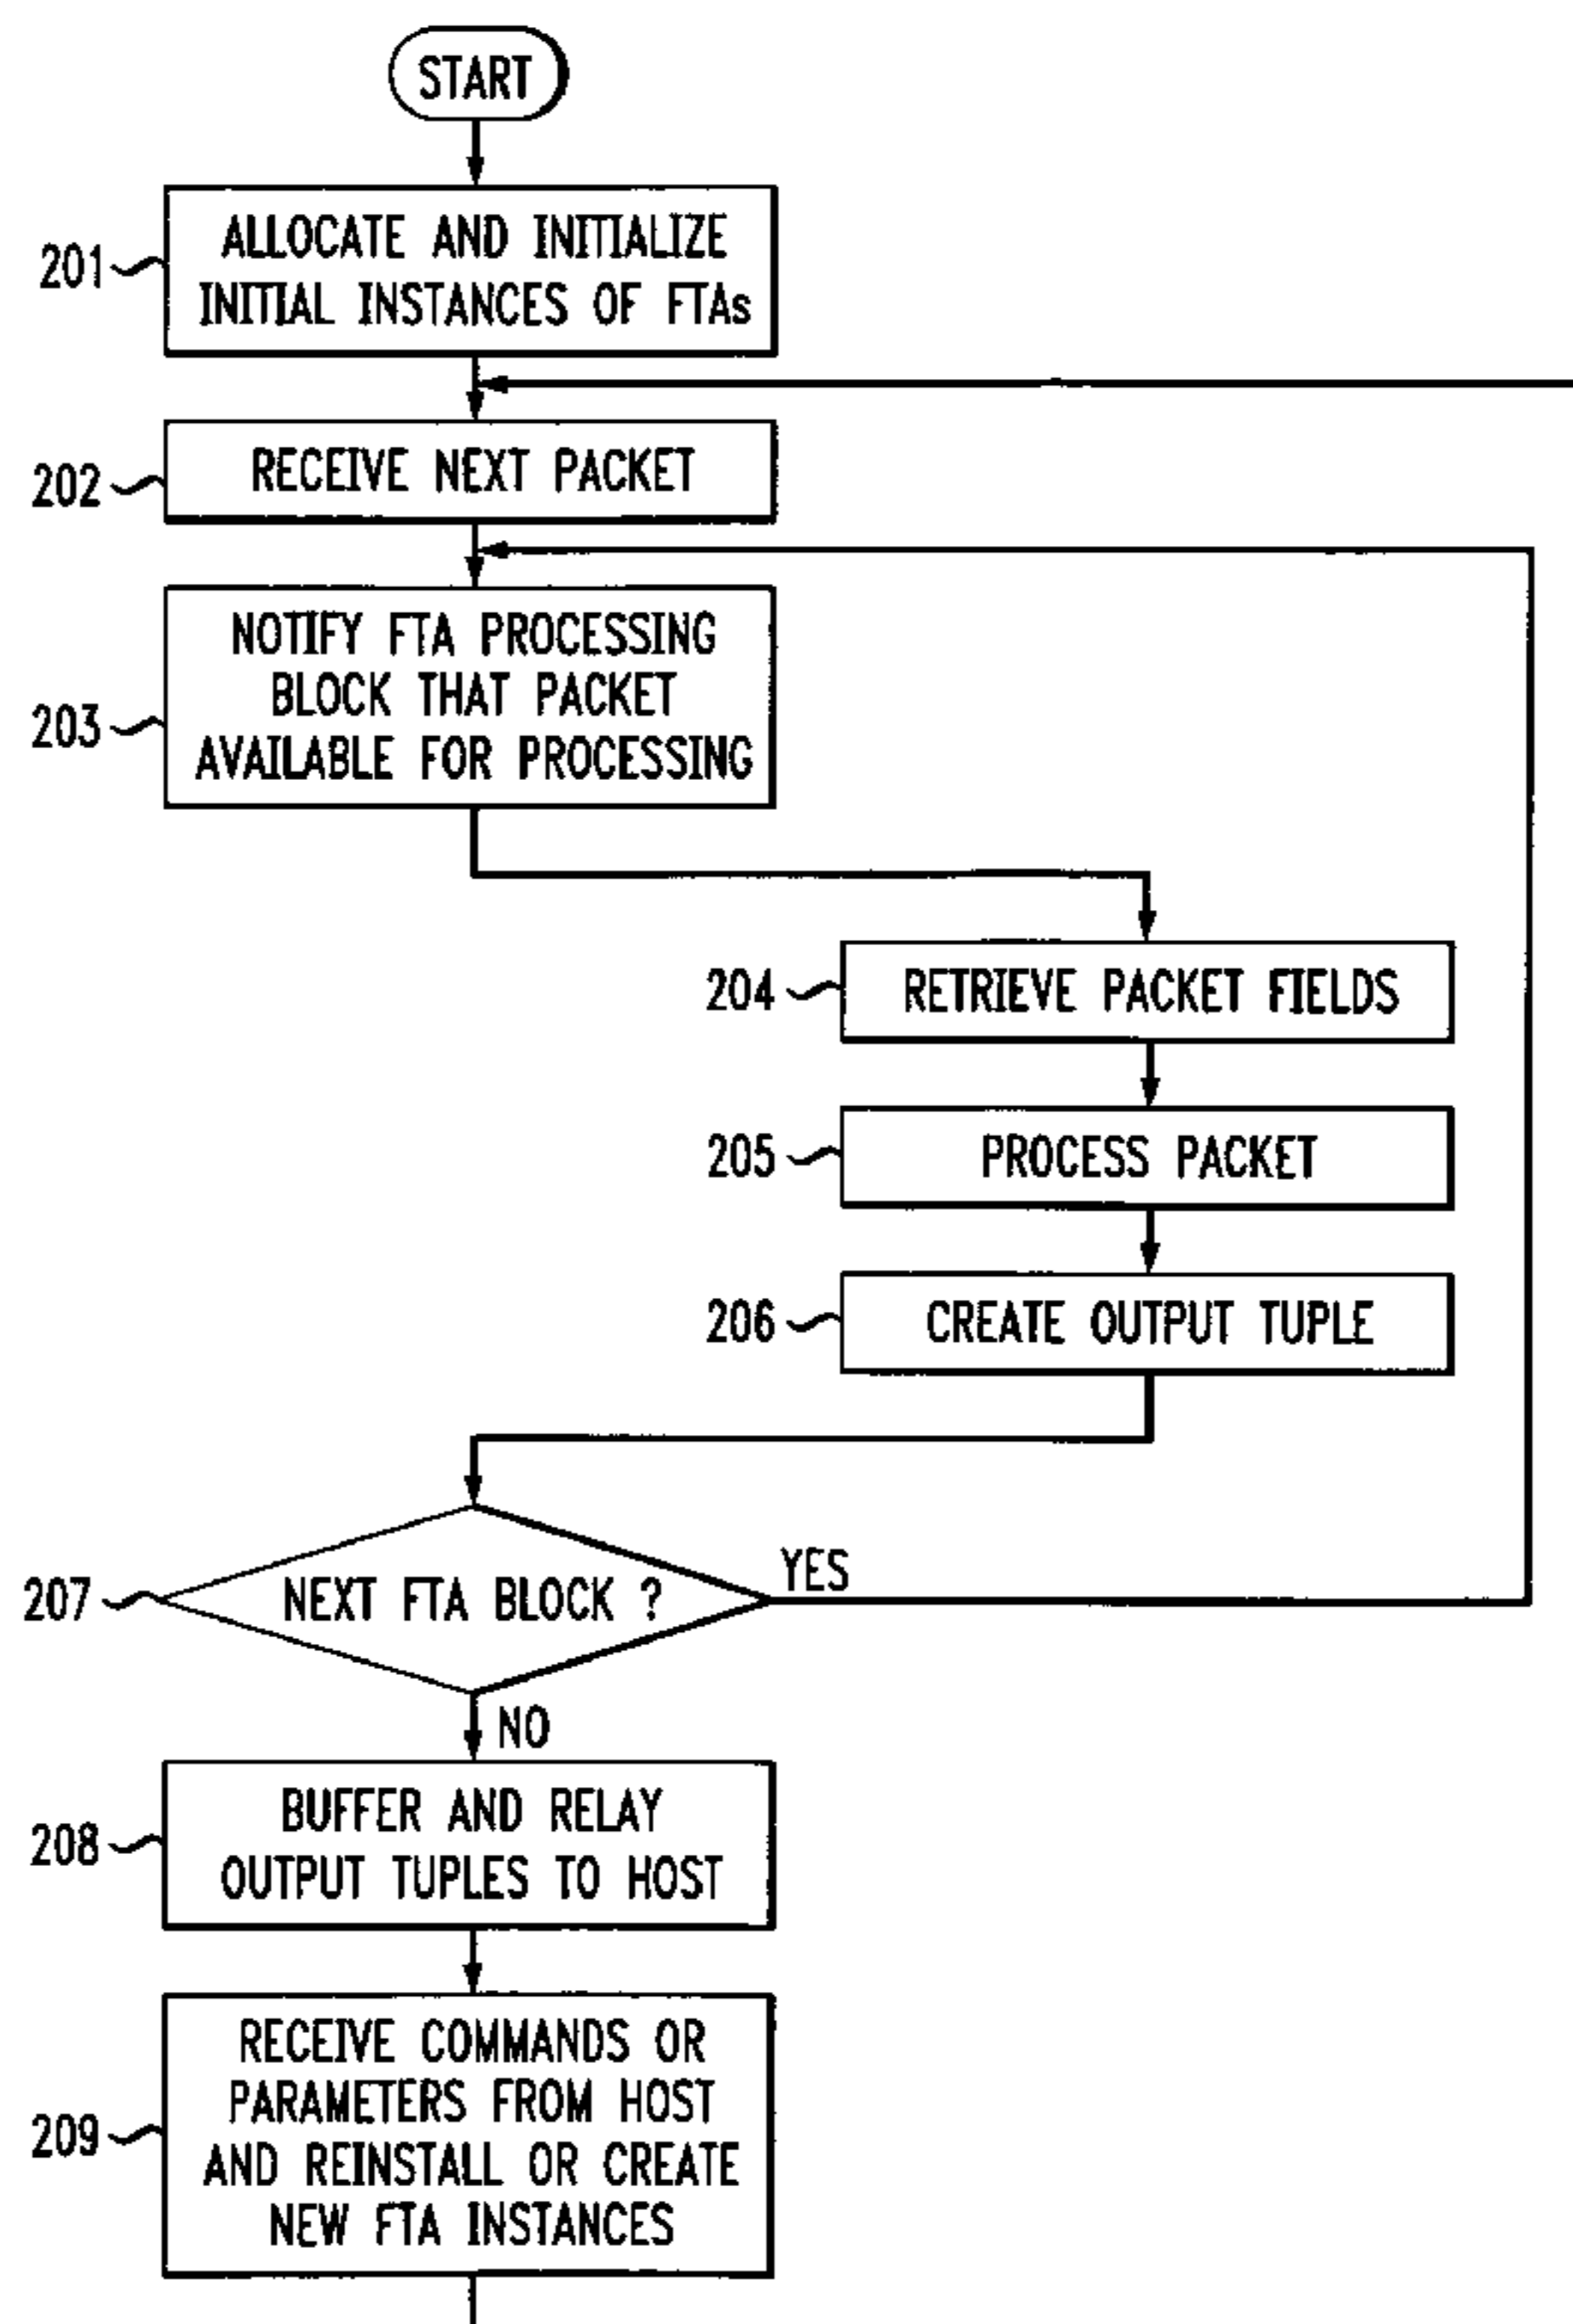 START
201
ALLOCATE AND INITIALIZE
INITIAL INSTANCES OF FTAs
202
RECEIVE NEXT PACKET
203
NOTIFY FTA PROCESSING
BLOCK THAT PACKET
AVAILABLE FOR PROCESSING
204
RETRIEVE PACKET FIELDS
205
PROCESS PACKET
206
CREATE OUTPUT TUPLE
207
NEXT FTA BLOCK ?
YES
NO
208
BUFFER AND RELAY
OUTPUT TUPLES TO HOST
209
RECEIVE COMMANDS OR
PARAMETERS FROM HOST
AND REINSTALL OR CREATE
NEW FTA INSTANCES